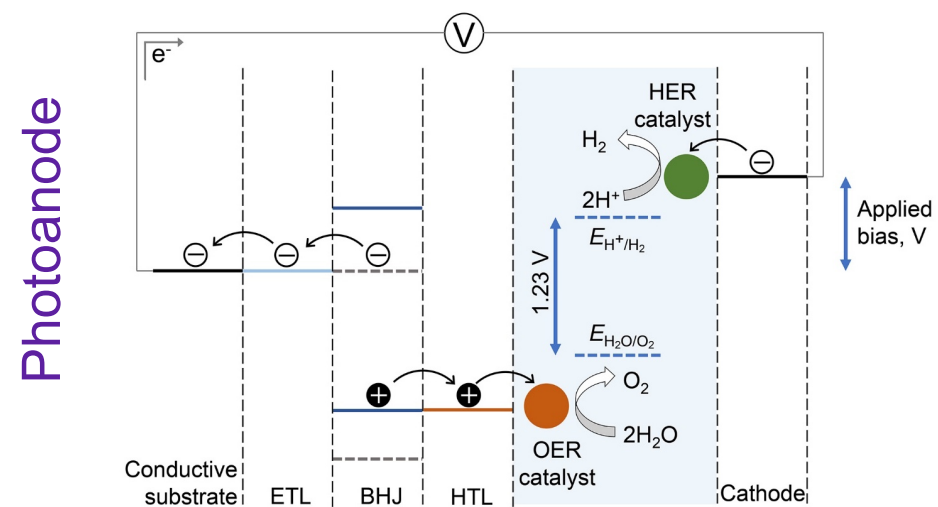 Photoanode
V
e⁻
HER
catalyst
H₂
2H⁺
E_H⁺/H₂
1.23 V
Applied
bias, V
E_H₂O/O₂
O₂
2H₂O
OER
catalyst
Conductive
substrate
ETL
BHJ
HTL
Cathode